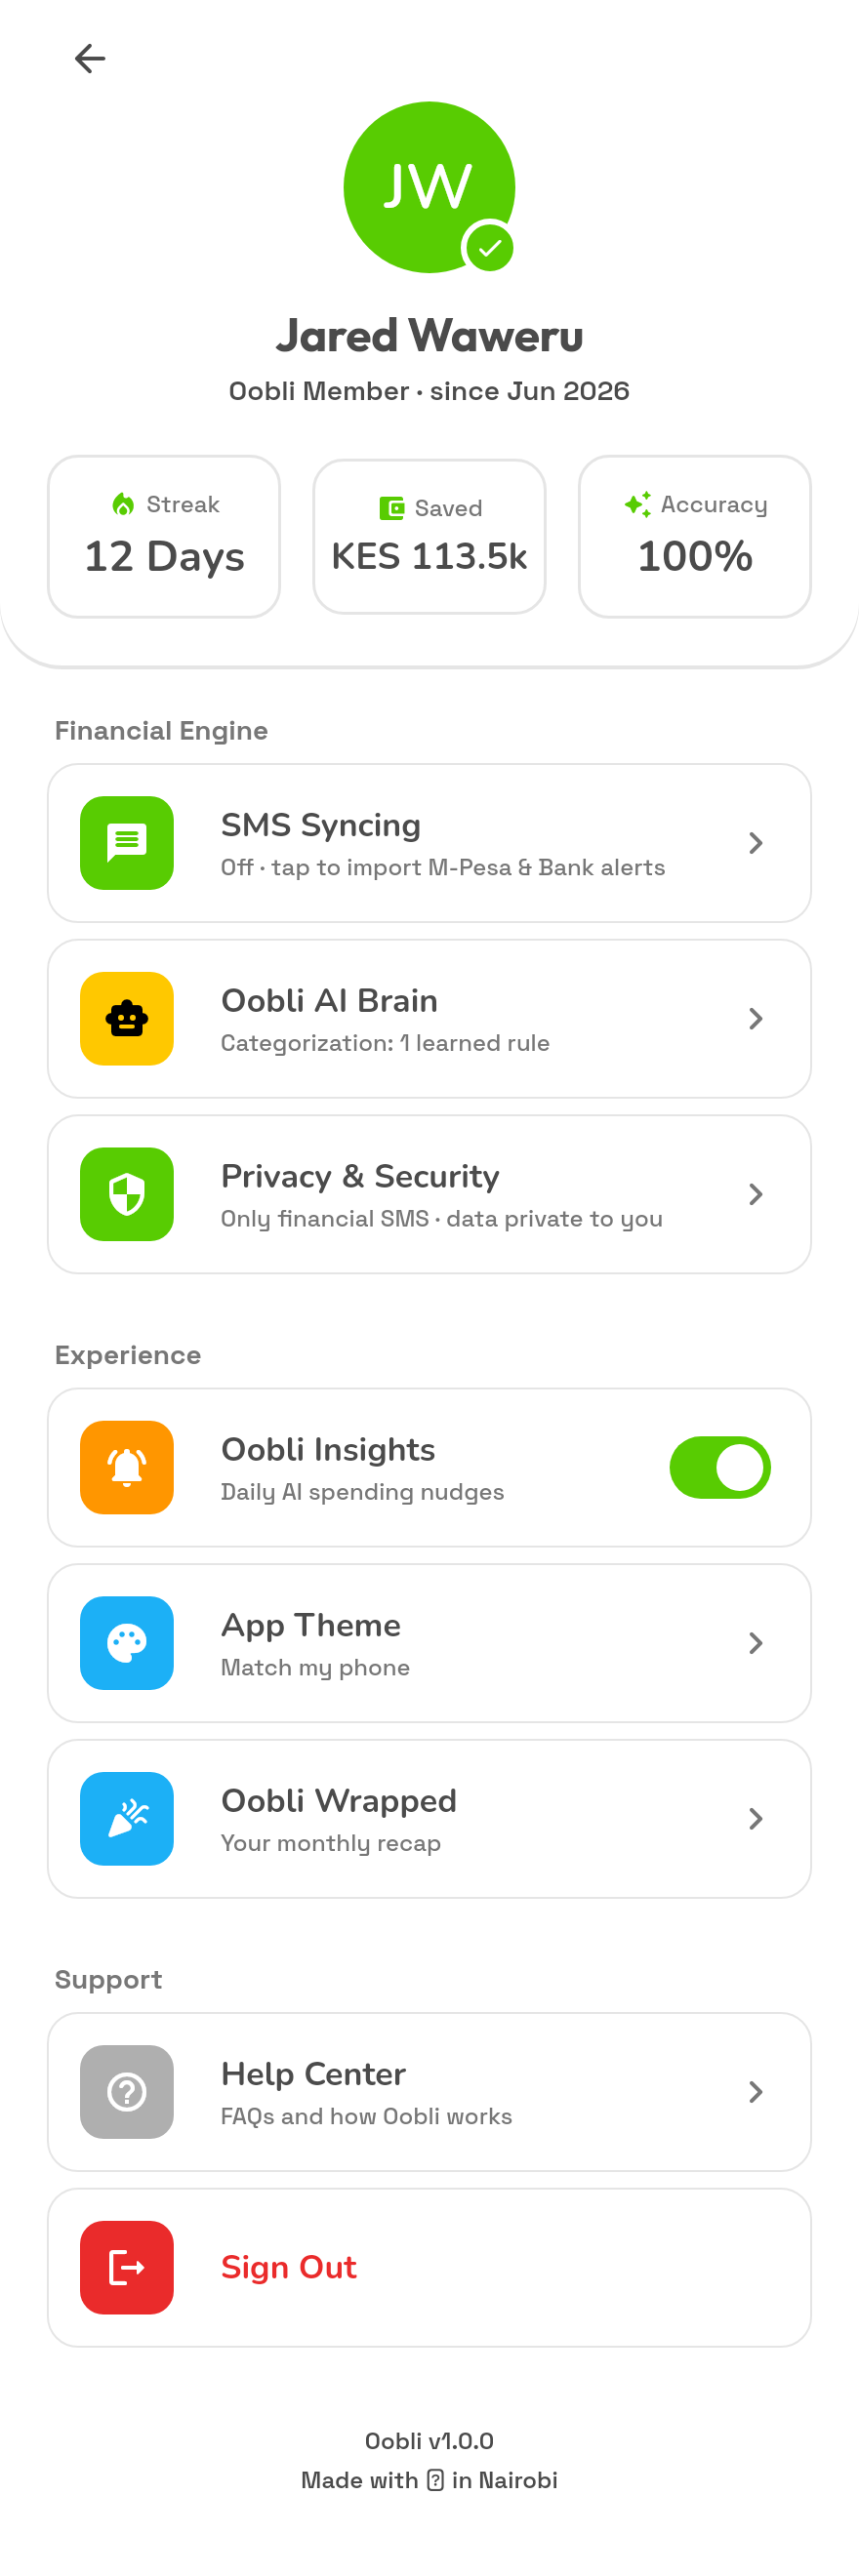 JW
Jared Waweru
Oobli Member · since Jun 2026
Streak
12 Days
Saved
KES 113.5k
Accuracy
100%
Financial Engine
SMS Syncing
Off · tap to import M-Pesa & Bank alerts
Oobli AI Brain
Categorization: 1 learned rule
Privacy & Security
Only financial SMS · data private to you
Experience
Oobli Insights
Daily AI spending nudges
App Theme
Match my phone
Oobli Wrapped
Your monthly recap
Support
Help Center
FAQs and how Oobli works
Sign Out
Oobli v1.0.0
Made with ⍰ in Nairobi